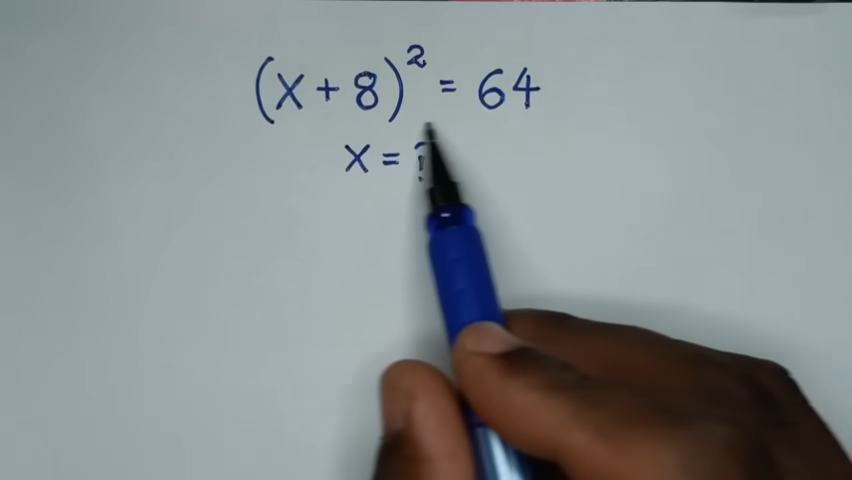 (x+8)² = 64
x = ?